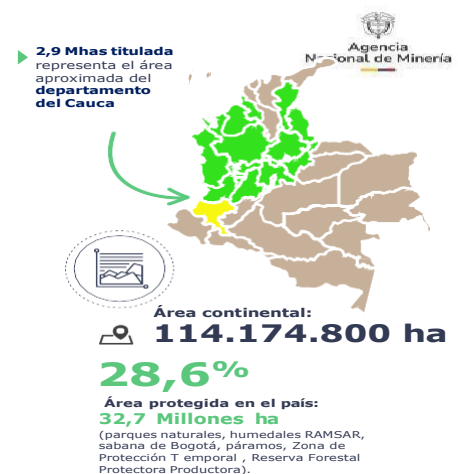 Agencia
Nacional de Minería
2,9 Mhas titulada
representa el área
aproximada del
departamento
del Cauca
Área continental:
114.174.800 ha
28,6%
Área protegida en el país:
32,7 Millones ha
(parques naturales, humedales RAMSAR,
sabana de Bogotá, páramos, Zona de
Protección T emporal , Reserva Forestal
Protectora Productora).